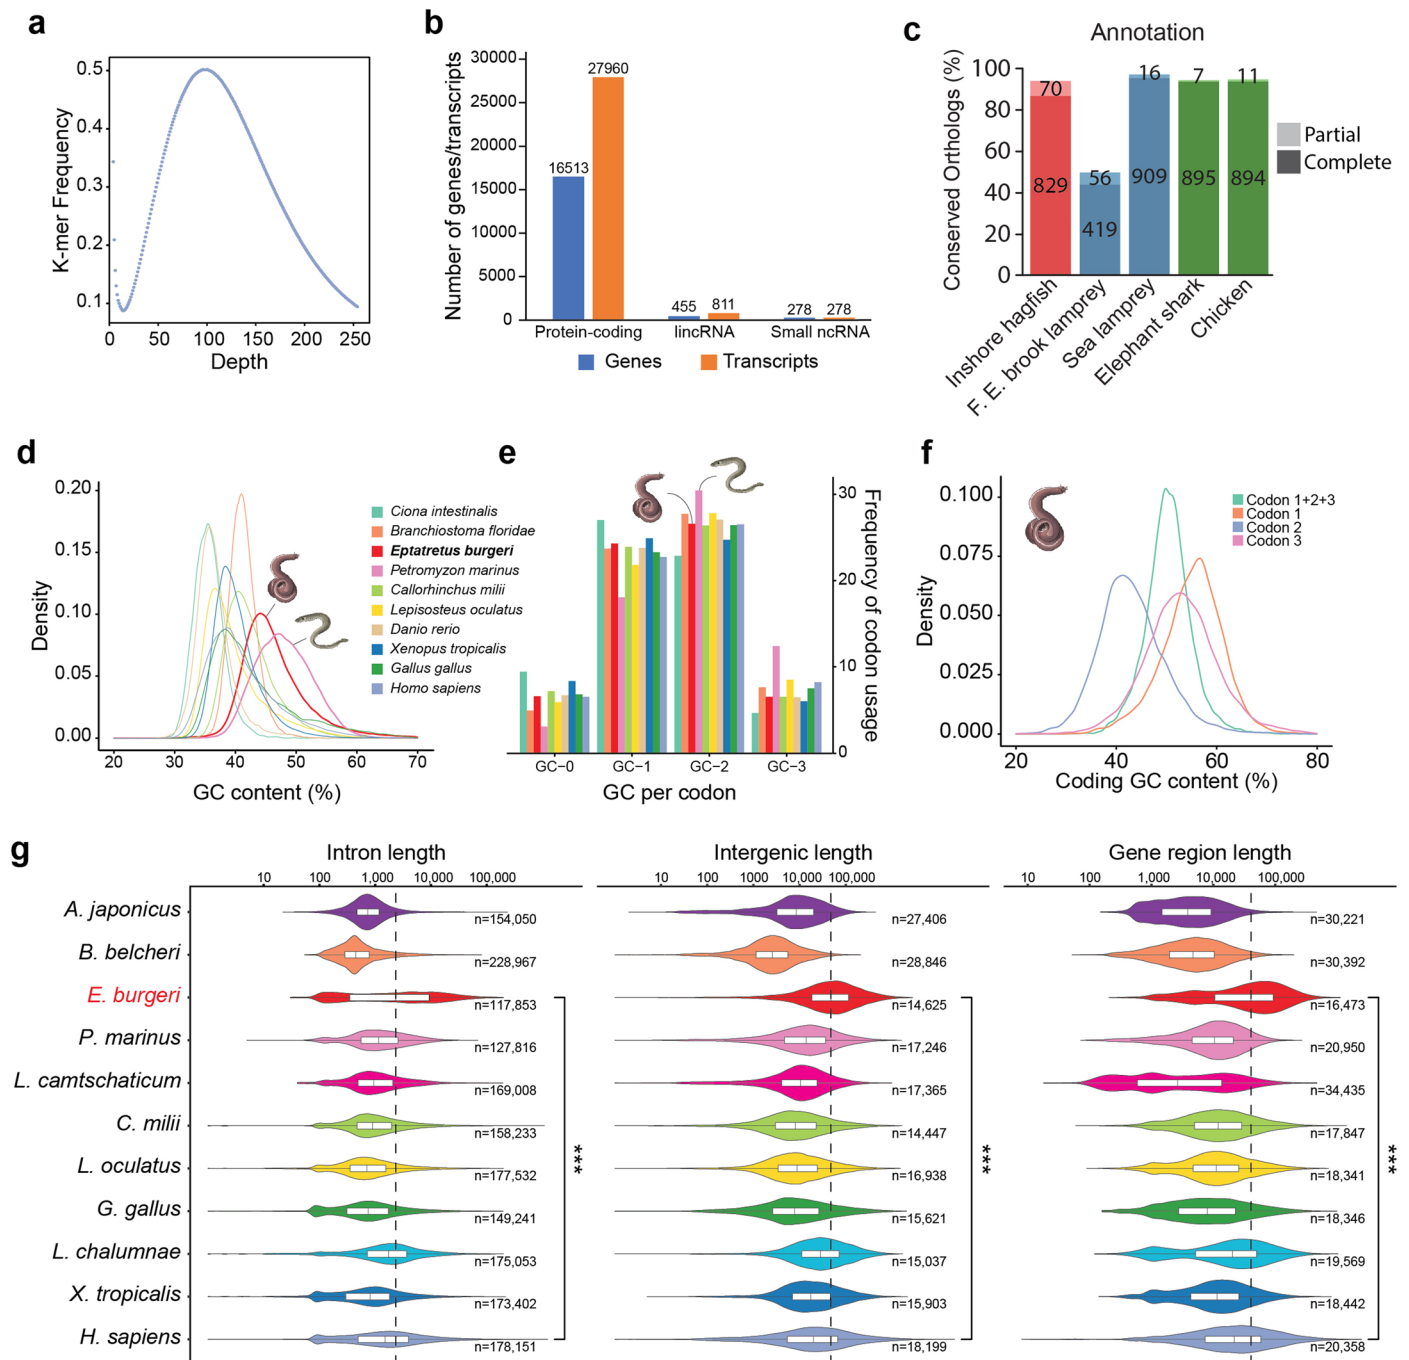 a
0.5
0.4
0.3
0.2
0.1
K-mer Frequency
0 50 100 150 200 250
Depth
b
30000
25000
20000
15000
10000
5000
0
Number of genes/transcripts
27960
16513
455 811
278 278
Protein-coding lincRNA Small ncRNA
Genes Transcripts
c
Annotation
100
80
60
40
20
0
Conserved Orthologs (%)
70
829
56
419
16
909
7
895
11
894
Partial
Complete
Inshore hagfish
F. E. brook lamprey
Sea lamprey
Elephant shark
Chicken
d
0.20
0.15
0.10
0.05
0.00
Density
20 30 40 50 60 70
GC content (%)
Ciona intestinalis
Branchiostoma floridae
Eptatretus burgeri
Petromyzon marinus
Callorhinchus milii
Lepisosteus oculatus
Danio rerio
Xenopus tropicalis
Gallus gallus
Homo sapiens
e
30
20
10
0
Frequency of codon usage
GC−0 GC−1 GC−2 GC−3
GC per codon
f
0.100
0.075
0.050
0.025
0.000
Density
Codon 1+2+3
Codon 1
Codon 2
Codon 3
20 40 60 80
Coding GC content (%)
g
Intron length Intergenic length Gene region length
10 100 1,000 10,000 100,000
10 100 1000 10,000 100,000
10 100 1,000 10,000 100,000
A. japonicus n=154,050 n=27,406 n=30,221
B. belcheri n=228,967 n=28,846 n=30,392
E. burgeri n=117,853 n=14,625 n=16,473
P. marinus n=127,816 n=17,246 n=20,950
L. camtschaticum n=169,008 n=17,365 n=34,435
C. milii n=158,233 n=14,447 n=17,847
L. oculatus n=177,532 n=16,938 n=18,341
G. gallus n=149,241 n=15,621 n=18,346
L. chalumnae n=175,053 n=15,037 n=19,569
X. tropicalis n=173,402 n=15,903 n=18,442
H. sapiens n=178,151 n=18,199 n=20,358
*** *** ***